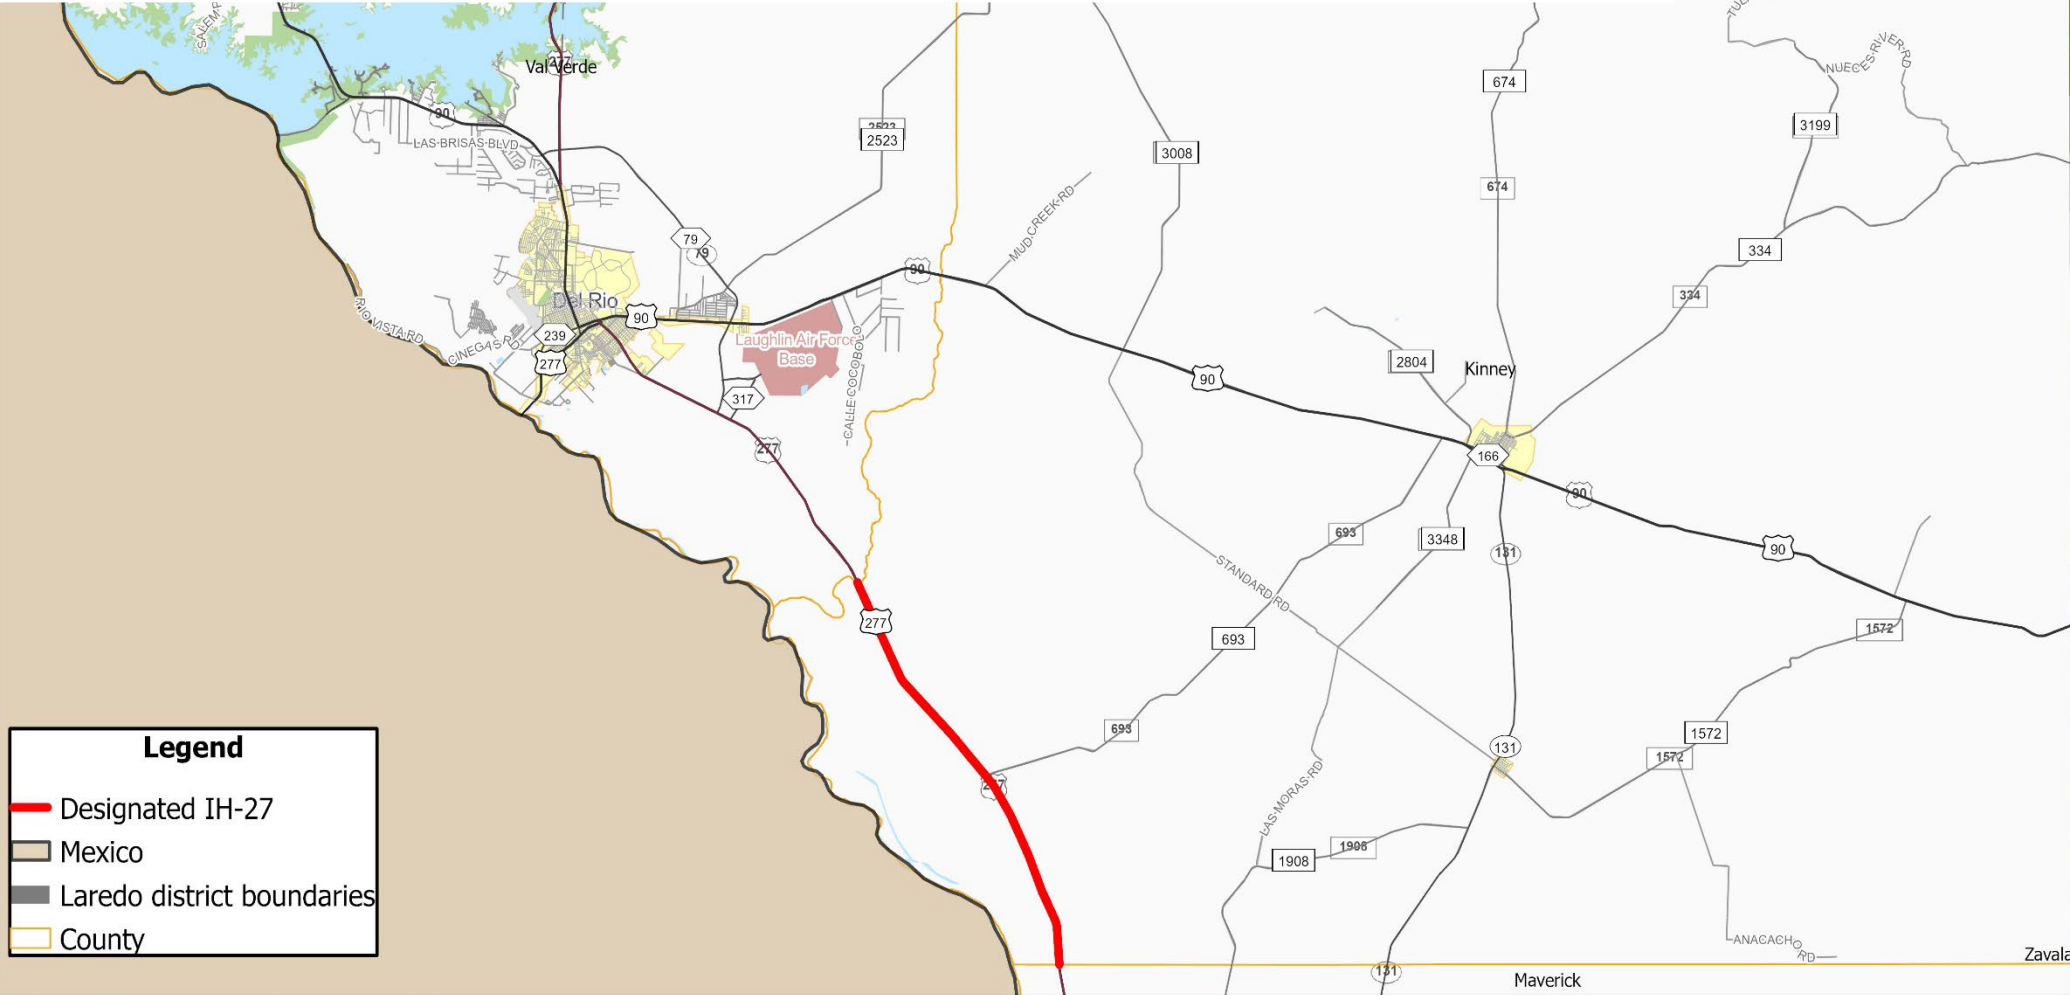 SALEM-R
277
Val Verde
90
LAS-BRISAS-BLVD
2523
2523
3008
674
674
TUL
NUECES-RIVER-RD
3199
334
334
MUD-CREEK-RD
79
79
90
Del Rio
90
239
277
RIO VISTA RD
CINEGAS-RD
Laughlin Air Force
Base
CALLE-COCOBOLO
317
277
90
2804
Kinney
166
90
90
693
3348
131
STANDARD-RD
277
693
1572
693
277
131
1572
1572
LAS-MORAS-RD
1908
1908
ANACACHO
RD
131
Maverick
Zavala
Legend
Designated IH-27
Mexico
Laredo district boundaries
County